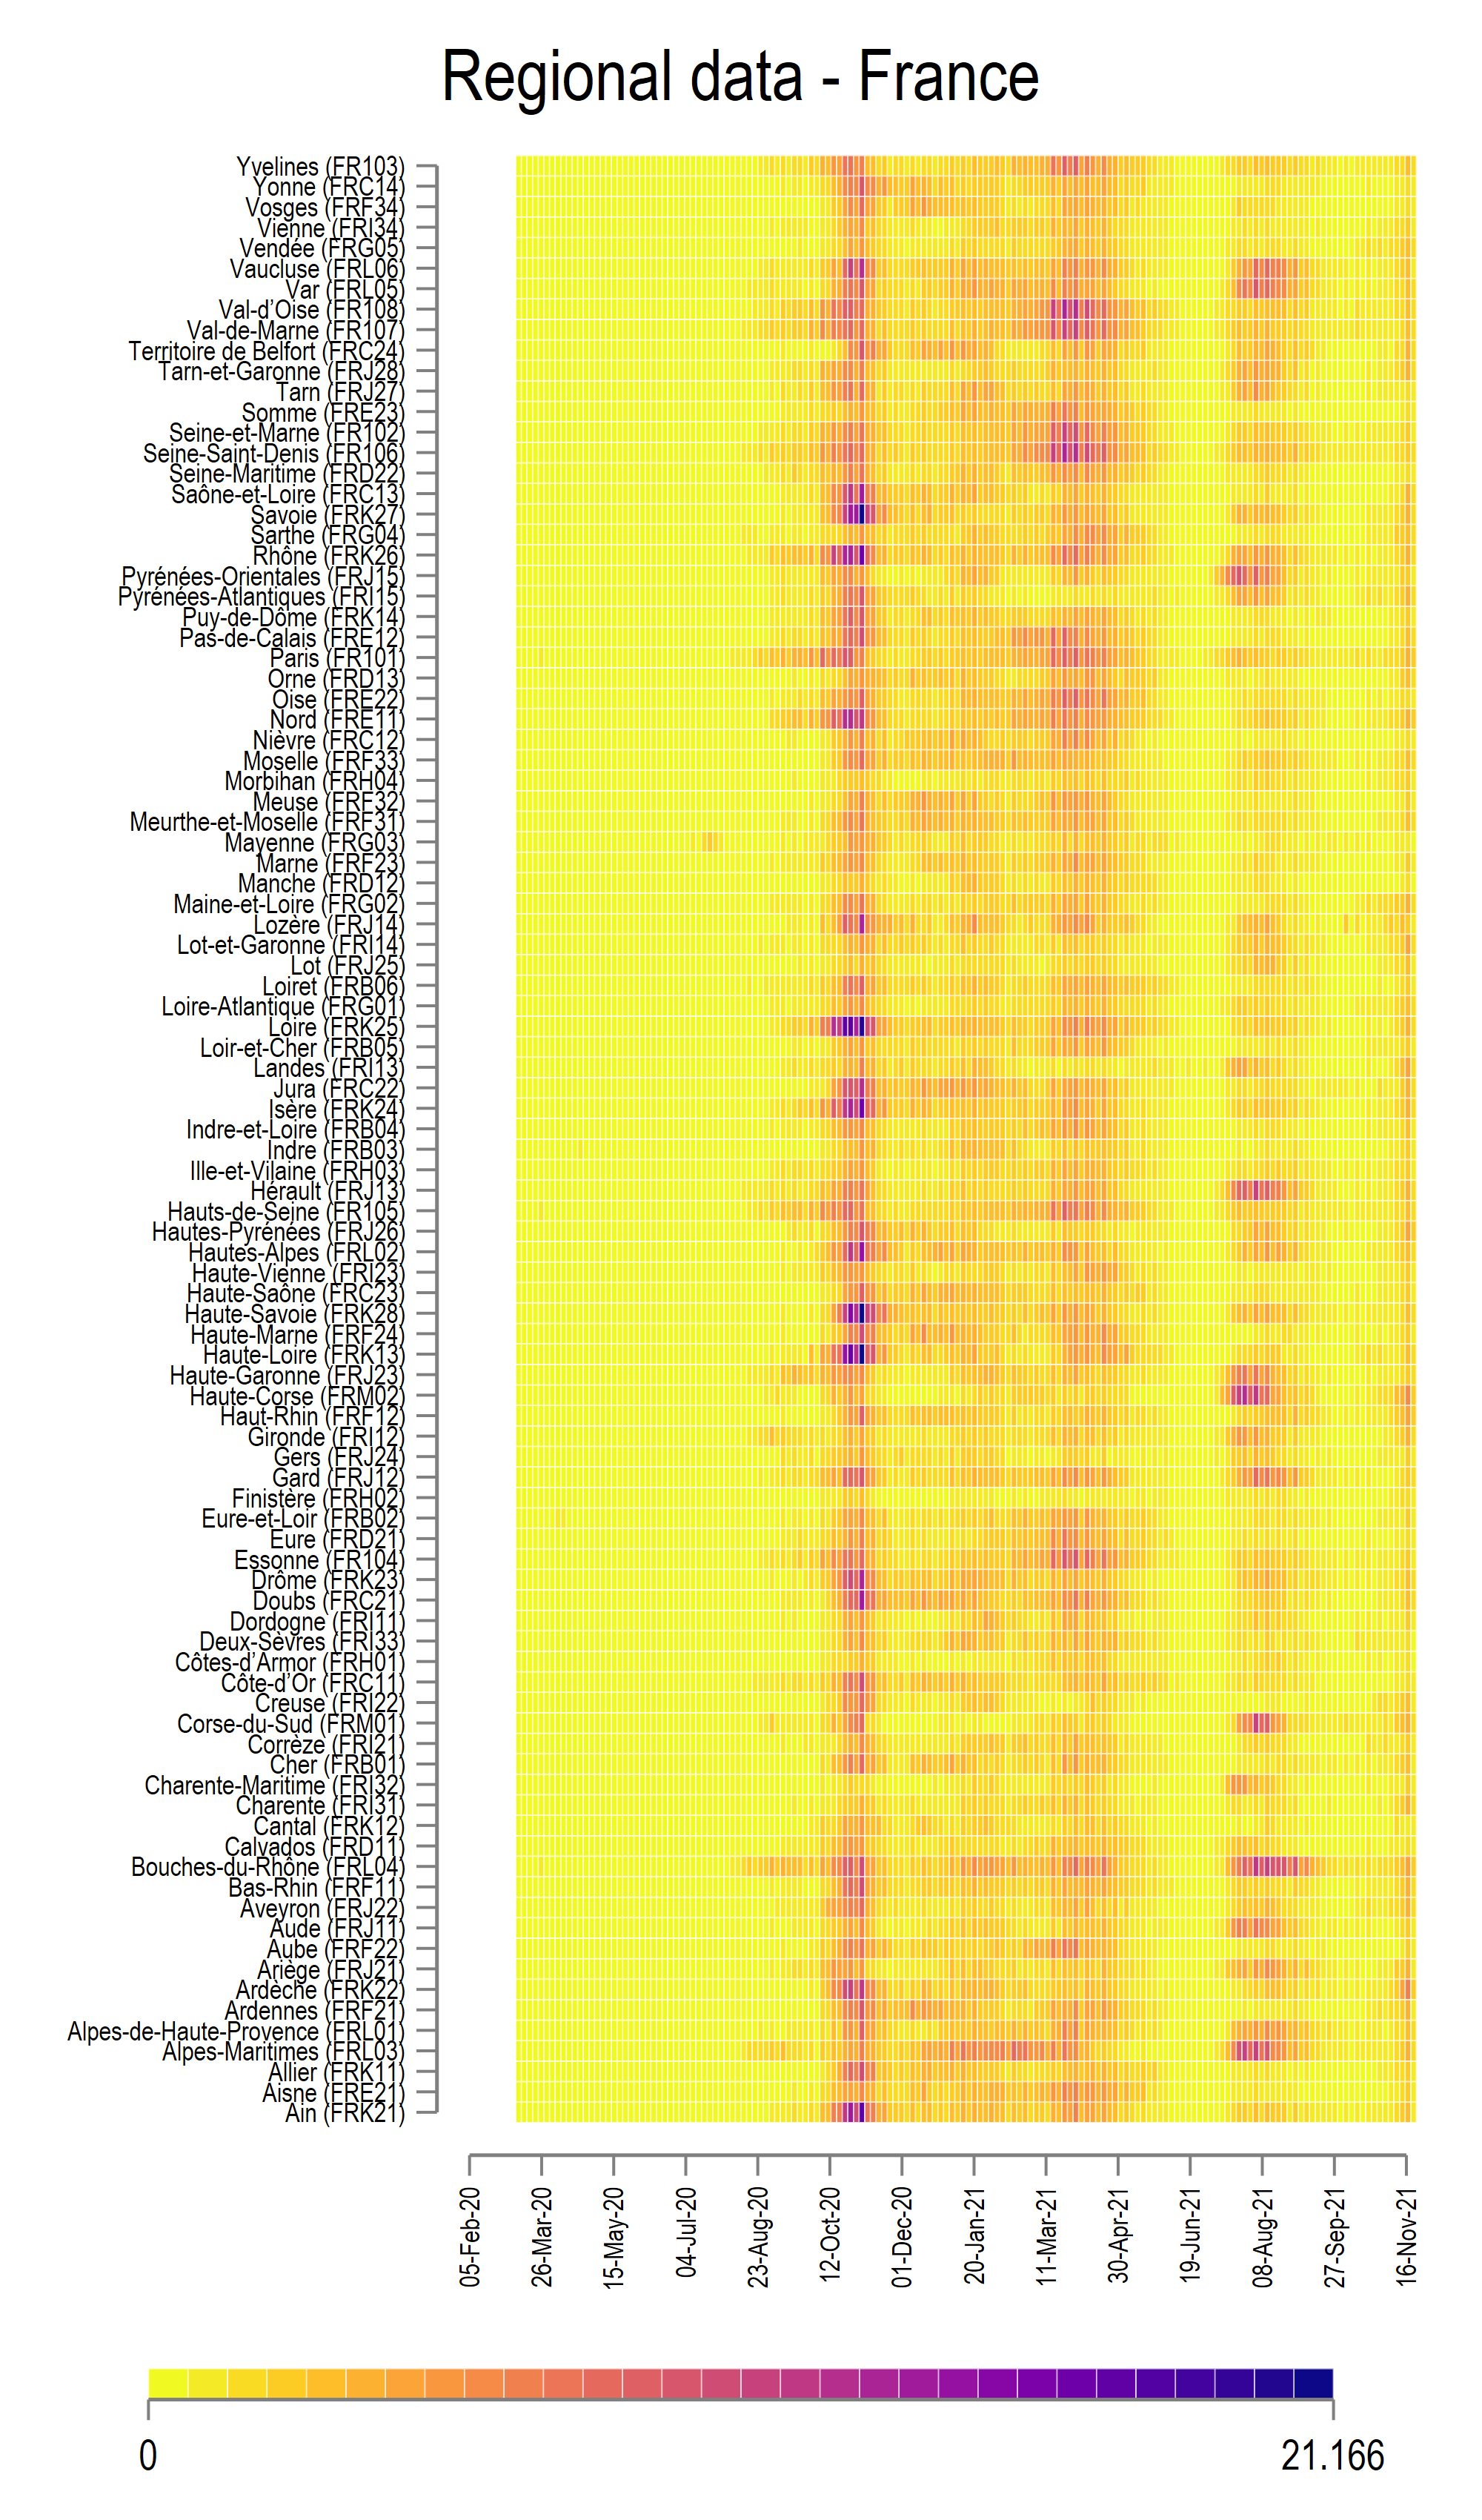 Regional data - France
Yvelines (FR103)
Yonne (FRC14)
Vosges (FRF34)
Vienne (FRI34)
Vendée (FRG05)
Vaucluse (FRL06)
Var (FRL05)
Val-d’Oise (FR108)
Val-de-Marne (FR107)
Territoire de Belfort (FRC24)
Tarn-et-Garonne (FRJ28)
Tarn (FRJ27)
Somme (FRE23)
Seine-et-Marne (FR102)
Seine-Saint-Denis (FR106)
Seine-Maritime (FRD22)
Saône-et-Loire (FRC13)
Savoie (FRK27)
Sarthe (FRG04)
Rhône (FRK26)
Pyrénées-Orientales (FRJ15)
Pyrénées-Atlantiques (FRI15)
Puy-de-Dôme (FRK14)
Pas-de-Calais (FRE12)
Paris (FR101)
Orne (FRD13)
Oise (FRE22)
Nord (FRE11)
Nièvre (FRC12)
Moselle (FRF33)
Morbihan (FRH04)
Meuse (FRF32)
Meurthe-et-Moselle (FRF31)
Mayenne (FRG03)
Marne (FRF23)
Manche (FRD12)
Maine-et-Loire (FRG02)
Lozère (FRJ14)
Lot-et-Garonne (FRI14)
Lot (FRJ25)
Loiret (FRB06)
Loire-Atlantique (FRG01)
Loire (FRK25)
Loir-et-Cher (FRB05)
Landes (FRI13)
Jura (FRC22)
Isère (FRK24)
Indre-et-Loire (FRB04)
Indre (FRB03)
Ille-et-Vilaine (FRH03)
Hérault (FRJ13)
Hauts-de-Seine (FR105)
Hautes-Pyrénées (FRJ26)
Hautes-Alpes (FRL02)
Haute-Vienne (FRI23)
Haute-Saône (FRC23)
Haute-Savoie (FRK28)
Haute-Marne (FRF24)
Haute-Loire (FRK13)
Haute-Garonne (FRJ23)
Haute-Corse (FRM02)
Haut-Rhin (FRF12)
Gironde (FRI12)
Gers (FRJ24)
Gard (FRJ12)
Finistère (FRH02)
Eure-et-Loir (FRB02)
Eure (FRD21)
Essonne (FR104)
Drôme (FRK23)
Doubs (FRC21)
Dordogne (FRI11)
Deux-Sèvres (FRI33)
Côtes-d’Armor (FRH01)
Côte-d’Or (FRC11)
Creuse (FRI22)
Corse-du-Sud (FRM01)
Corrèze (FRI21)
Cher (FRB01)
Charente-Maritime (FRI32)
Charente (FRI31)
Cantal (FRK12)
Calvados (FRD11)
Bouches-du-Rhône (FRL04)
Bas-Rhin (FRF11)
Aveyron (FRJ22)
Aude (FRJ11)
Aube (FRF22)
Ariège (FRJ21)
Ardèche (FRK22)
Ardennes (FRF21)
Alpes-de-Haute-Provence (FRL01)
Alpes-Maritimes (FRL03)
Allier (FRK11)
Aisne (FRE21)
Ain (FRK21)
05-Feb-20
26-Mar-20
15-May-20
04-Jul-20
23-Aug-20
12-Oct-20
01-Dec-20
20-Jan-21
11-Mar-21
30-Apr-21
19-Jun-21
08-Aug-21
27-Sep-21
16-Nov-21
0
21.166